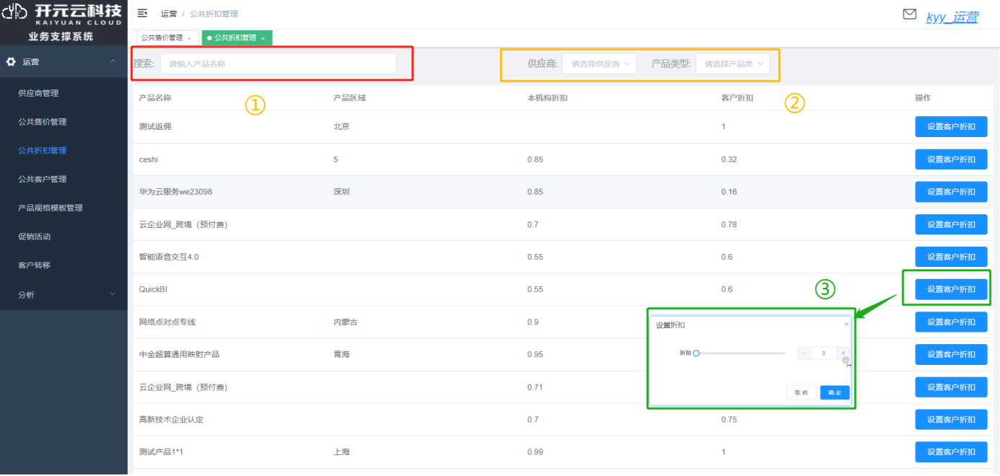 开元云科技
KAIYUAN CLOUD
业务支撑系统
运营 / 公共折扣管理
kyy_运营
公共售价管理 ×
公共折扣管理 ×
运营
供应商管理
公共售价管理
公共折扣管理
公共客户管理
产品规格模板管理
促销活动
客户转移
分析
搜索: 请输入产品名称
供应商: 请选择供应商 产品类型: 请选择产品类
① ②
产品名称 产品区域 本机构折扣 客户折扣 操作
测试返佣 北京 1 设置客户折扣
ceshi 5 0.85 0.32 设置客户折扣
华为云服务we23098 深圳 0.85 0.16 设置客户折扣
云企业网_跨境（预付费） 0.7 0.78 设置客户折扣
智能语音交互4.0 0.55 0.6 设置客户折扣
QuickBI 0.55 0.6 设置客户折扣
③
网络点对点专线 内蒙古 0.9 设置客户折扣
中金超算通用映射产品 青海 0.95 设置客户折扣
云企业网_跨境（预付费） 0.71 设置客户折扣
高新技术企业认定 0.7 0.75 设置客户折扣
测试产品1*1 上海 0.99 1 设置客户折扣
设置折扣 ×
折扣 - 0 +
取消 确定